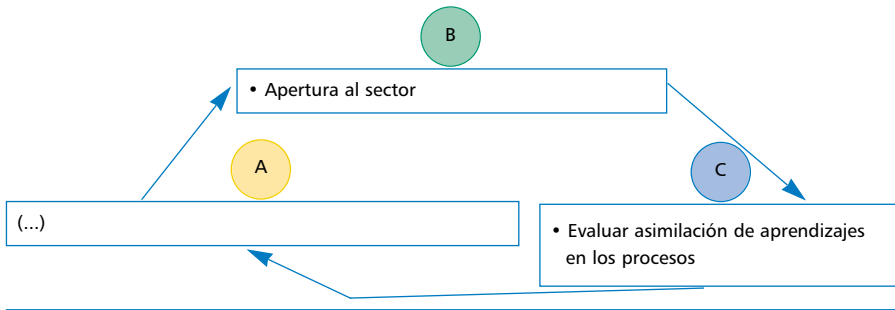 B
• Apertura al sector
A
(...)
C
• Evaluar asimilación de aprendizajes
en los procesos